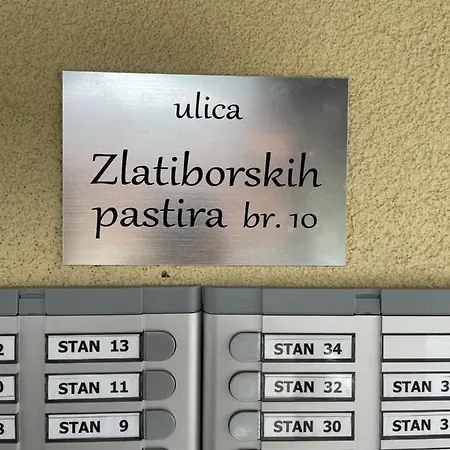 ulica
Zlatiborskih
pastira br. 10
STAN 13
STAN 34
STAN 11
STAN 32
STAN 9
STAN 30